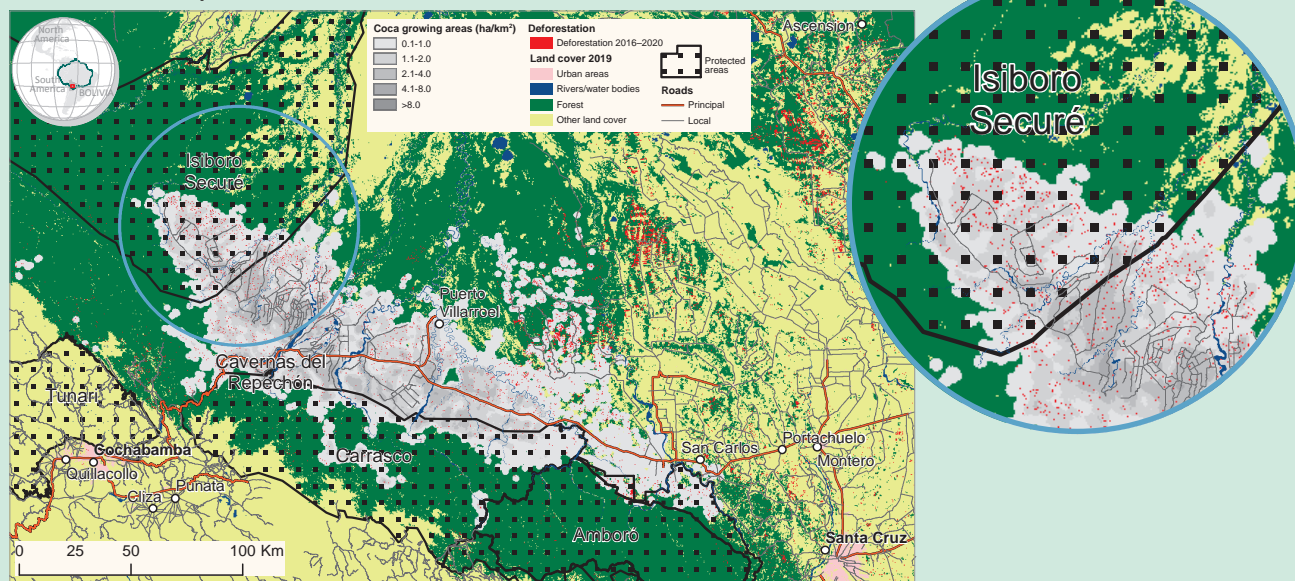 North
America
South
America
BOLIVIA
Coca growing areas (ha/km²)
0.1-1.0
1.1-2.0
2.1-4.0
4.1-8.0
>8.0
Deforestation
Deforestation 2016–2020
Land cover 2019
Urban areas
Rivers/water bodies
Forest
Other land cover
Protected
areas
Roads
Principal
Local
Ascensión
Isiboro
Securé
Isiboro
Securé
Puerto
Villarroel
Cavernas del
Repechón
Tunari
Cochabamba
Quillacollo
Cliza
Punata
Carrasco
San Carlos
Portachuelo
Montero
Amboró
Santa Cruz
0 25 50 100 Km